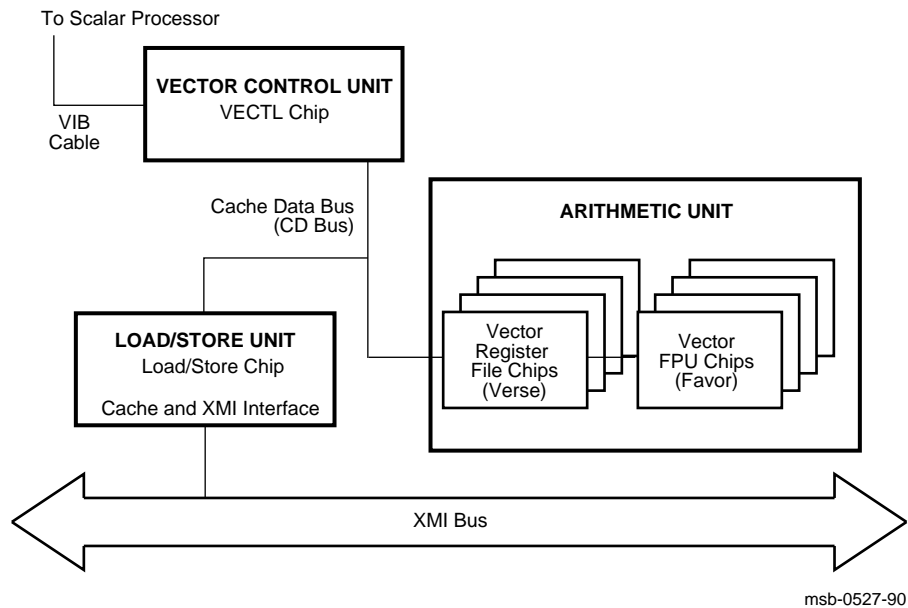 To Scalar Processor
VECTOR CONTROL UNIT
VECTL Chip
VIB
Cable
Cache Data Bus
(CD Bus)
ARITHMETIC UNIT
LOAD/STORE UNIT
Load/Store Chip
Cache and XMI Interface
Vector
Register
File Chips
(Verse)
Vector
FPU Chips
(Favor)
XMI Bus
msb-0527-90